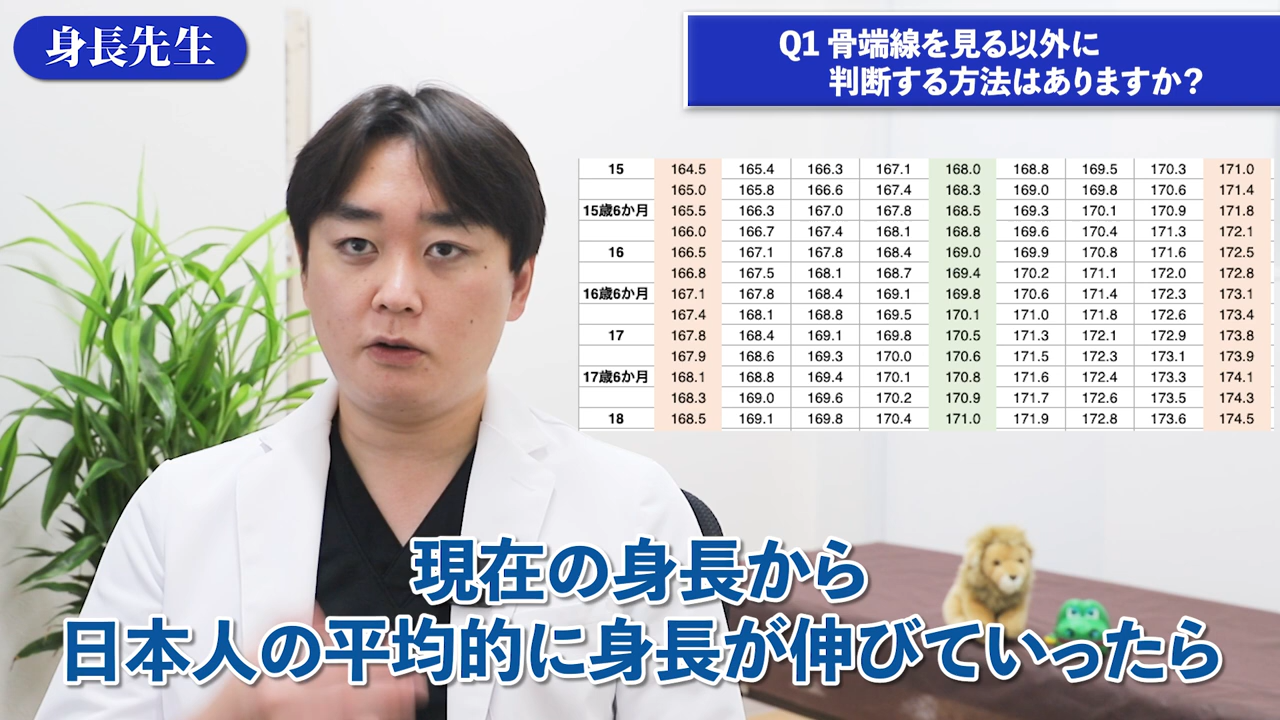 身長先生
Q1 骨端線を見る以外に
判断する方法はありますか?
15 164.5 165.4 166.3 167.1 168.0 168.8 169.5 170.3 171.0
165.0 165.8 166.6 167.4 168.3 169.0 169.8 170.6 171.4
15歳6か月 165.5 166.3 167.0 167.8 168.5 169.3 170.1 170.9 171.8
166.0 166.7 167.4 168.1 168.8 169.6 170.4 171.3 172.1
16 166.5 167.1 167.8 168.4 169.0 169.9 170.8 171.6 172.5
166.8 167.5 168.1 168.7 169.4 170.2 171.1 172.0 172.8
16歳6か月 167.1 167.8 168.4 169.1 169.8 170.6 171.4 172.3 173.1
167.4 168.1 168.8 169.5 170.1 171.0 171.8 172.6 173.4
17 167.8 168.4 169.1 169.8 170.5 171.3 172.1 172.9 173.8
167.9 168.6 169.3 170.0 170.6 171.5 172.3 173.1 173.9
17歳6か月 168.1 168.8 169.4 170.1 170.8 171.6 172.4 173.3 174.1
168.3 169.0 169.6 170.2 170.9 171.7 172.6 173.5 174.3
18 168.5 169.1 169.8 170.4 171.0 171.9 172.8 173.6 174.5
現在の身長から
日本人の平均的に身長が伸びていったら